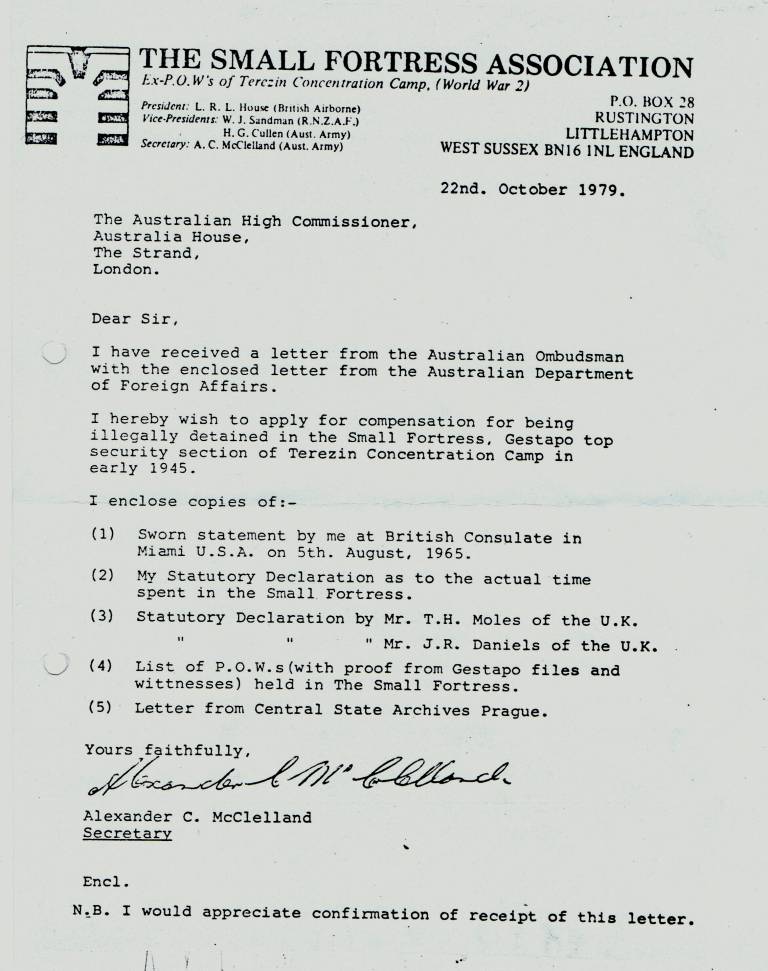 THE SMALL FORTRESS ASSOCIATION
Ex-P.O.W's of Terezin Concentration Camp, (World War 2)
President: L. R. L. House (British Airborne)
Vice-Presidents: W. J. Sandman (R.N.Z.A.F.)
H. G. Cullen (Aust. Army)
Secretary: A. C. McClelland (Aust. Army)
P.O. BOX 28
RUSTINGTON
LITTLEHAMPTON
WEST SUSSEX BN16 1NL ENGLAND
22nd. October 1979.
The Australian High Commissioner,
Australia House,
The Strand,
London.
Dear Sir,
I have received a letter from the Australian Ombudsman
with the enclosed letter from the Australian Department
of Foreign Affairs.
I hereby wish to apply for compensation for being
illegally detained in the Small Fortress, Gestapo top
security section of Terezin Concentration Camp in
early 1945.
I enclose copies of:-
(1) Sworn statement by me at British Consulate in
Miami U.S.A. on 5th. August, 1965.
(2) My Statutory Declaration as to the actual time
spent in the Small Fortress.
(3) Statutory Declaration by Mr. T.H. Moles of the U.K.
" " " Mr. J.R. Daniels of the U.K.
(4) List of P.O.W.s(with proof from Gestapo files and
wittnesses) held in The Small Fortress.
(5) Letter from Central State Archives Prague.
Yours faithfully,
Alexander C McClelland
Alexander C. McClelland
Secretary
Encl.
N.B. I would appreciate confirmation of receipt of this letter.